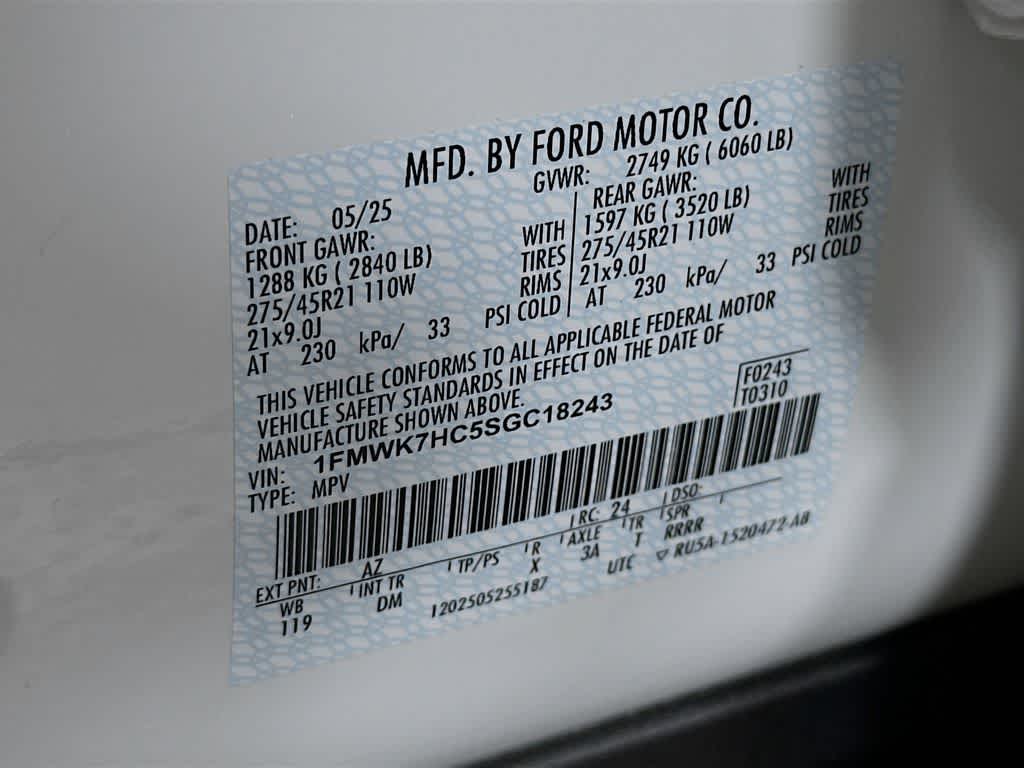 MFD. BY FORD MOTOR CO.
DATE: 05/25 GVWR: 2749 KG ( 6060 LB)
FRONT GAWR: REAR GAWR:
1288 KG ( 2840 LB) WITH 1597 KG ( 3520 LB) WITH
275/45R21 110W TIRES 275/45R21 110W TIRES
21x9.0J RIMS 21x9.0J RIMS
AT 230 kPa/ 33 PSI COLD AT 230 kPa/ 33 PSI COLD
THIS VEHICLE CONFORMS TO ALL APPLICABLE FEDERAL MOTOR
VEHICLE SAFETY STANDARDS IN EFFECT ON THE DATE OF
MANUFACTURE SHOWN ABOVE.
F0243
T0310
VIN: 1FMWK7HC5SGC18243
TYPE: MPV
EXT PNT: AZ RC: 24 DSO:
WB INT TR TP/PS R AXLE TR SPR
119 DM X 3A T RRRR
1202505255187 UTC ▽ RU5A-1520472-AB